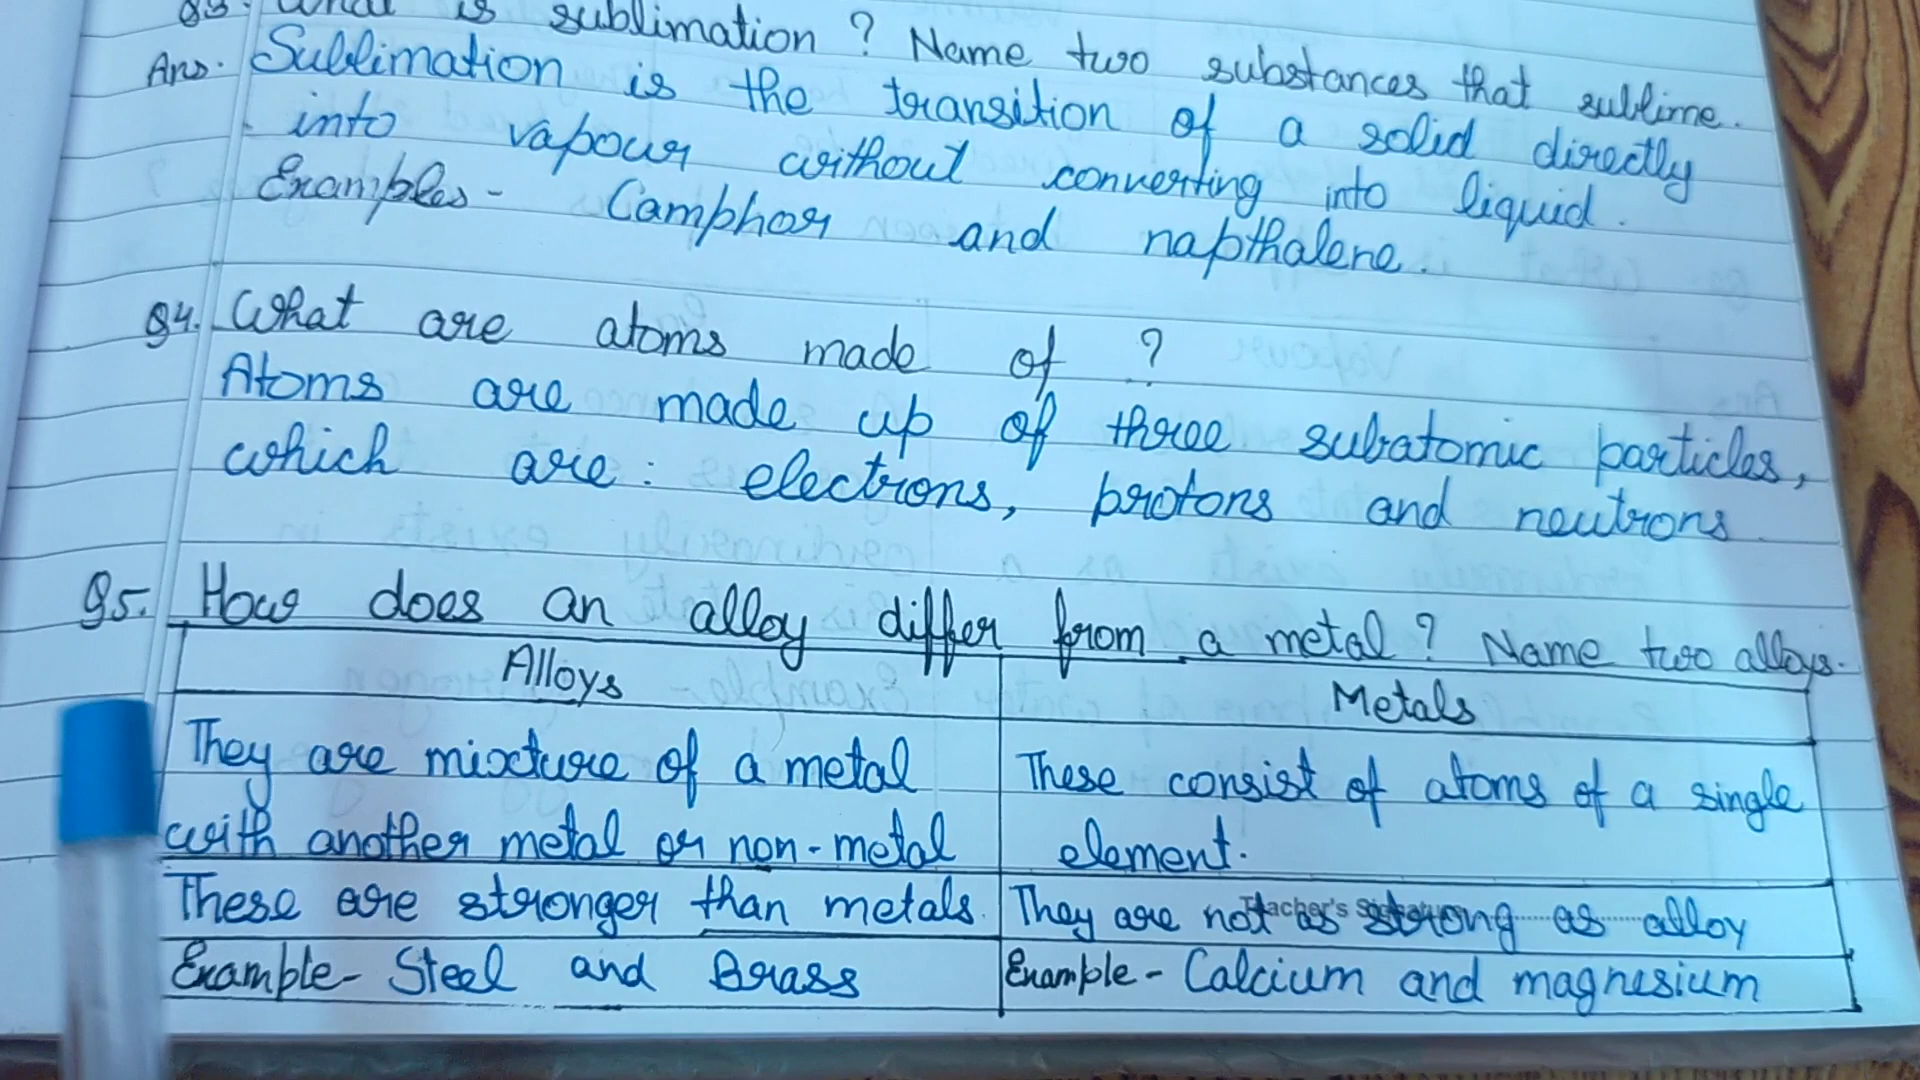 Q3. What is sublimation ? Name two substances that sublime.
Ans. Sublimation is the transition of a solid directly
into vapour without converting into liquid.
Examples - Camphor and napthalene.
Q4. What are atoms made of ?
Atoms are made up of three subatomic particles,
which are : electrons, protons and neutrons
Q5. How does an alloy differ from a metal ? Name two alloys.
Alloys
Metals
They are mixture of a metal
with another metal or non-metal
These consist of atoms of a single
element.
These are stronger than metals.
They are not as strong as alloy
Teacher's Signature
Example - Steel and Brass
Example - Calcium and magnesium